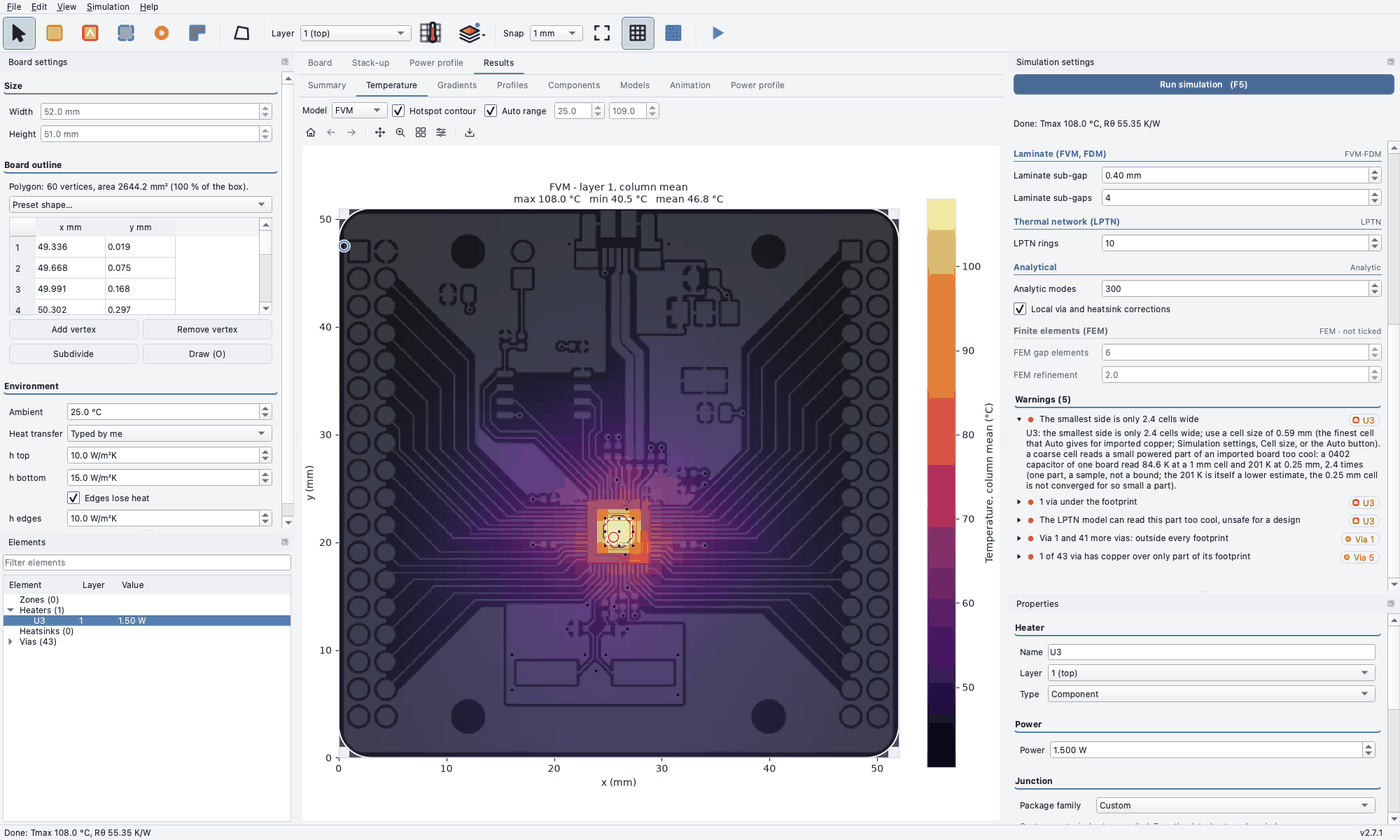 File Edit View Simulation Help
Layer 1 (top) Snap 1 mm
Board settings
Size
Width 52.0 mm
Height 51.0 mm
Board outline
Polygon: 60 vertices, area 2644.2 mm² (100 % of the box).
Preset shape...
x mm y mm
1 49.336 0.019
2 49.668 0.075
3 49.991 0.168
4 50.302 0.297
Add vertex Remove vertex
Subdivide Draw (O)
Environment
Ambient 25.0 °C
Heat transfer Typed by me
h top 10.0 W/m²K
h bottom 15.0 W/m²K
Edges lose heat
h edges 10.0 W/m²K
Elements
Filter elements
Element Layer Value
Zones (0)
Heaters (1)
U3 1 1.50 W
Heatsinks (0)
Vias (43)
Board Stack-up Power profile Results
Summary Temperature Gradients Profiles Components Models Animation Power profile
Model FVM Hotspot contour Auto range 25.0 109.0
FVM - layer 1, column mean
max 108.0 °C min 40.5 °C mean 46.8 °C
50
40
30
20
10
0
y (mm)
0 10 20 30 40 50
x (mm)
100
90
80
70
60
50
Temperature, column mean (°C)
Simulation settings
Run simulation (F5)
Done: Tmax 108.0 °C, Rθ 55.35 K/W
Laminate (FVM, FDM) FVM·FDM
Laminate sub-gap 0.40 mm
Laminate sub-gaps 4
Thermal network (LPTN) LPTN
LPTN rings 10
Analytical Analytic
Analytic modes 300
Local via and heatsink corrections
Finite elements (FEM) FEM · not ticked
FEM gap elements 6
FEM refinement 2.0
Warnings (5)
The smallest side is only 2.4 cells wide U3
U3: the smallest side is only 2.4 cells wide; use a cell size of 0.59 mm (the finest cell
that Auto gives for imported copper; Simulation settings, Cell size, or the Auto button).
a coarse cell reads a small powered part of an imported board too cool: a 0402
capacitor of one board read 84.6 K at a 1 mm cell and 201 K at 0.25 mm, 2.4 times
(one part, a sample, not a bound; the 201 K is itself a lower estimate, the 0.25 mm cell
is not converged for so small a part).
1 via under the footprint U3
The LPTN model can read this part too cool, unsafe for a design U3
Via 1 and 41 more vias: outside every footprint Via 1
1 of 43 via has copper over only part of its footprint Via 5
Properties
Heater
Name U3
Layer 1 (top)
Type Component
Power
Power 1.500 W
Junction
Package family Custom
Done: Tmax 108.0 °C, Rθ 55.35 K/W v2.7.1